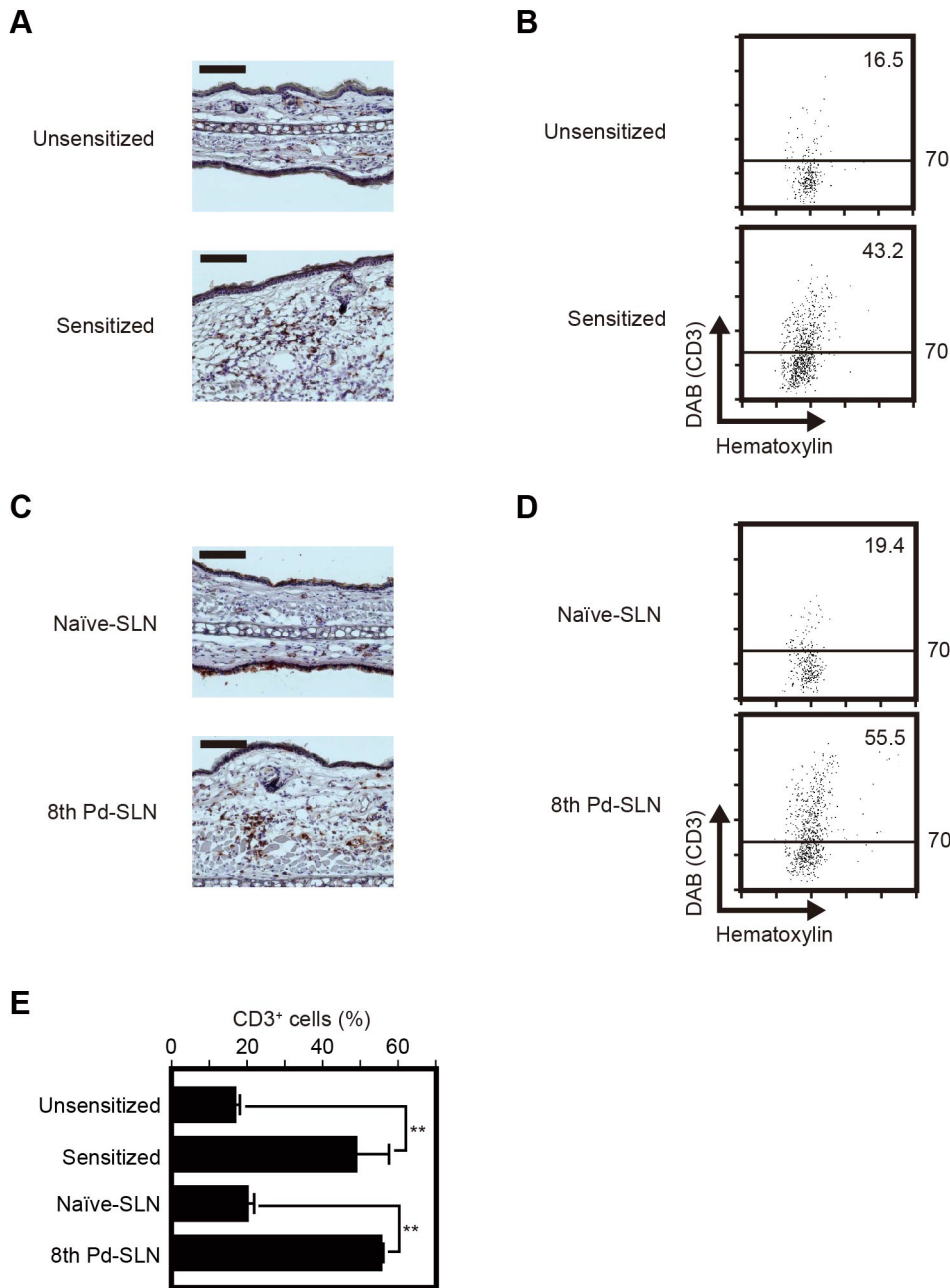 A
Unsensitized
Sensitized
B
Unsensitized
16.5
70
Sensitized
43.2
70
DAB (CD3)
Hematoxylin
C
Naïve-SLN
8th Pd-SLN
D
Naïve-SLN
19.4
70
8th Pd-SLN
55.5
70
DAB (CD3)
Hematoxylin
E
CD3⁺ cells (%)
0 20 40 60
Unsensitized
**
Sensitized
Naïve-SLN
**
8th Pd-SLN